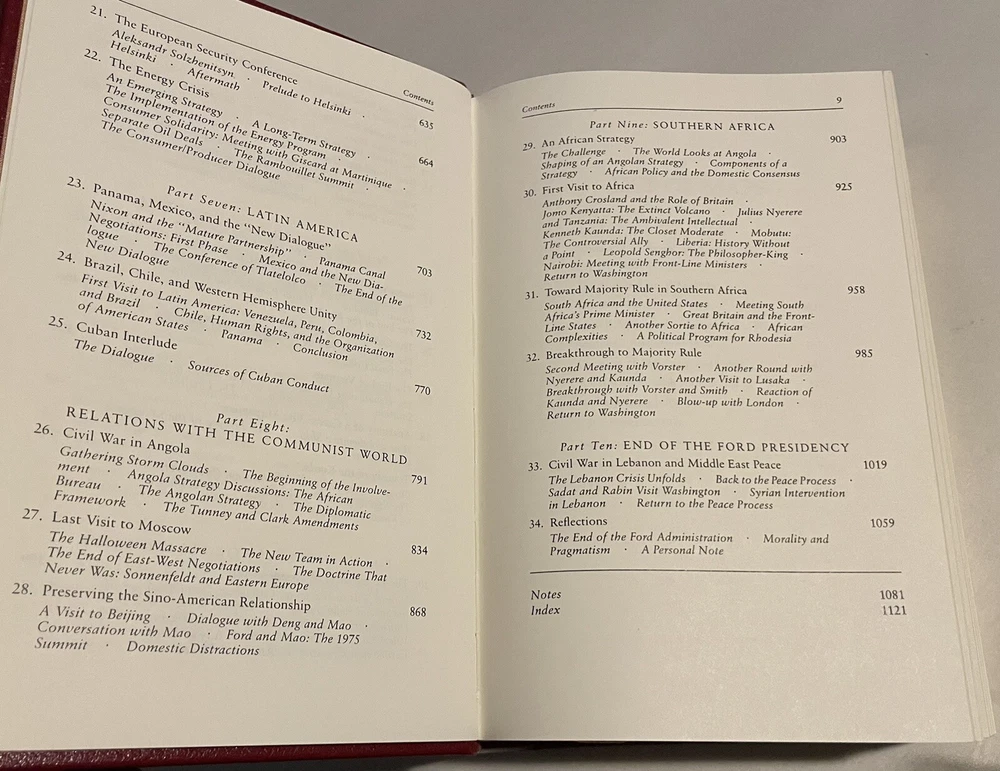 Contents
21. The European Security Conference 635
Aleksandr Solzhenitsyn · Prelude to Helsinki ·
Helsinki · Aftermath
22. The Energy Crisis 664
An Emerging Strategy · A Long-Term Strategy ·
The Implementation of the Energy Program ·
Consumer Solidarity: Meeting with Giscard at Martinique ·
Separate Oil Deals · The Rambouillet Summit ·
The Consumer/Producer Dialogue
Part Seven: LATIN AMERICA
23. Panama, Mexico, and the "New Dialogue" 703
Nixon and the "Mature Partnership" · Panama Canal
Negotiations: First Phase · Mexico and the New Dia-
logue · The Conference of Tlatelolco · The End of the
New Dialogue
24. Brazil, Chile, and Western Hemisphere Unity 732
First Visit to Latin America: Venezuela, Peru, Colombia,
and Brazil · Chile, Human Rights, and the Organization
of American States · Panama · Conclusion
25. Cuban Interlude 770
The Dialogue · Sources of Cuban Conduct
Part Eight:
RELATIONS WITH THE COMMUNIST WORLD
26. Civil War in Angola 791
Gathering Storm Clouds · The Beginning of the Involve-
ment · Angola Strategy Discussions: The African
Bureau · The Angolan Strategy · The Diplomatic
Framework · The Tunney and Clark Amendments
27. Last Visit to Moscow 834
The Halloween Massacre · The New Team in Action ·
The End of East-West Negotiations · The Doctrine That
Never Was: Sonnenfeldt and Eastern Europe
28. Preserving the Sino-American Relationship 868
A Visit to Beijing · Dialogue with Deng and Mao ·
Conversation with Mao · Ford and Mao: The 1975
Summit · Domestic Distractions
Contents 9
Part Nine: SOUTHERN AFRICA
29. An African Strategy 903
The Challenge · The World Looks at Angola ·
Shaping of an Angolan Strategy · Components of a
Strategy · African Policy and the Domestic Consensus
30. First Visit to Africa 925
Anthony Crosland and the Role of Britain ·
Jomo Kenyatta: The Extinct Volcano · Julius Nyerere
and Tanzania: The Ambivalent Intellectual ·
Kenneth Kaunda: The Closet Moderate · Mobutu:
The Controversial Ally · Liberia: History Without
a Point · Leopold Senghor: The Philosopher-King ·
Nairobi: Meeting with Front-Line Ministers ·
Return to Washington
31. Toward Majority Rule in Southern Africa 958
South Africa and the United States · Meeting South
Africa's Prime Minister · Great Britain and the Front-
Line States · Another Sortie to Africa · African
Complexities · A Political Program for Rhodesia
32. Breakthrough to Majority Rule 985
Second Meeting with Vorster · Another Round with
Nyerere and Kaunda · Another Visit to Lusaka ·
Breakthrough with Vorster and Smith · Reaction of
Kaunda and Nyerere · Blow-up with London ·
Return to Washington
Part Ten: END OF THE FORD PRESIDENCY
33. Civil War in Lebanon and Middle East Peace 1019
The Lebanon Crisis Unfolds · Back to the Peace Process ·
Sadat and Rabin Visit Washington · Syrian Intervention
in Lebanon · Return to the Peace Process
34. Reflections 1059
The End of the Ford Administration · Morality and
Pragmatism · A Personal Note
Notes 1081
Index 1121